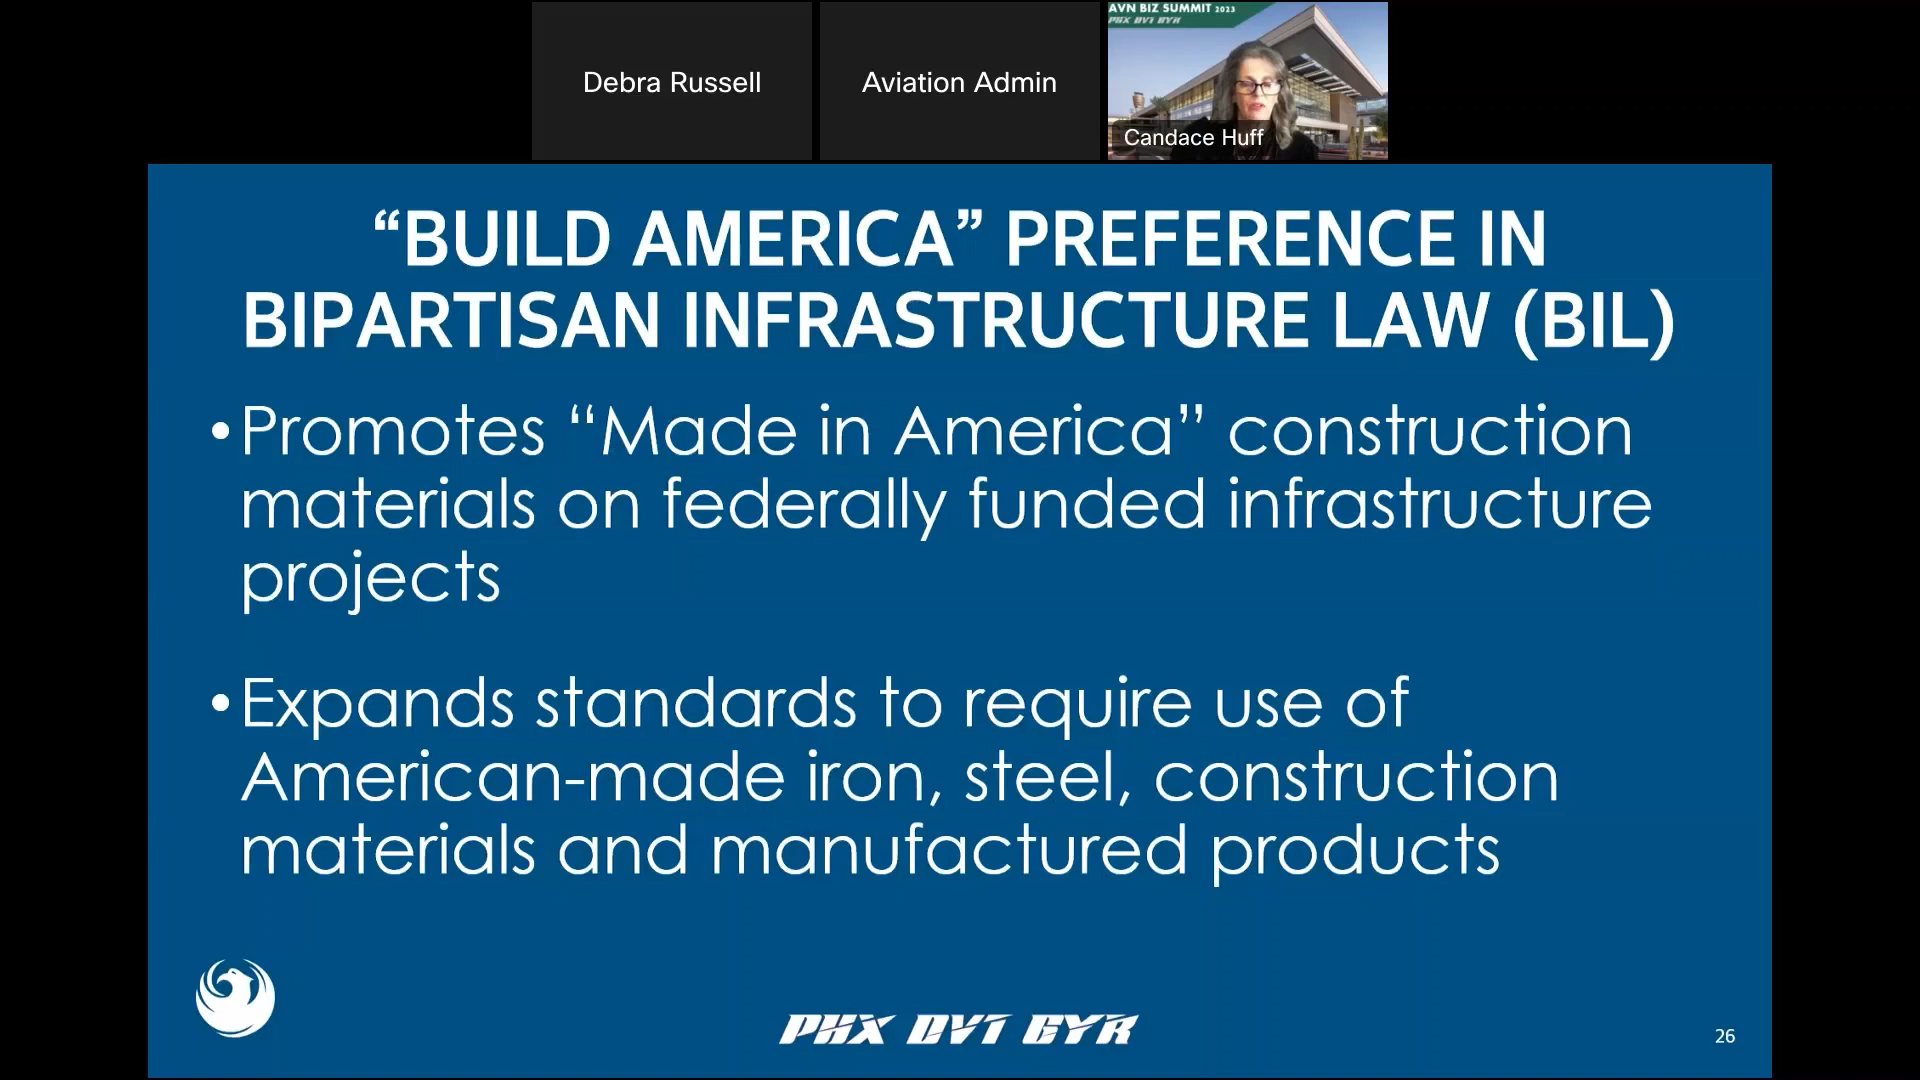 Debra Russell
Aviation Admin
AVN BIZ SUMMIT 2023
PHX DVT GYR
Candace Huff
“BUILD AMERICA” PREFERENCE IN
BIPARTISAN INFRASTRUCTURE LAW (BIL)
•Promotes “Made in America” construction
materials on federally funded infrastructure
projects
•Expands standards to require use of
American-made iron, steel, construction
materials and manufactured products
PHX DVT GYR
26